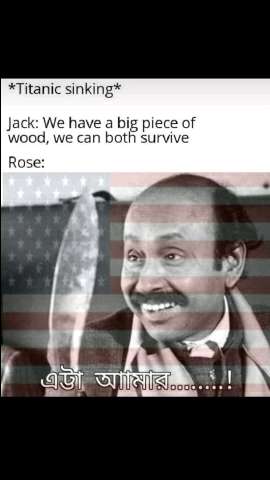 *Titanic sinking*
Jack: We have a big piece of
wood, we can both survive
Rose:
এট্টা আমার........!